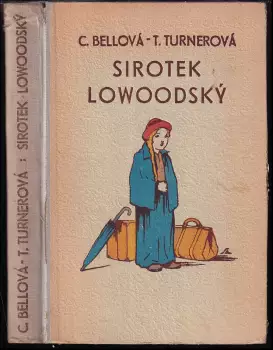 C. BELLOVÁ - T. TURNEROVÁ : SIROTEK LOWOODSKÝ
C. BELLOVÁ - T. TURNEROVÁ
SIROTEK
LOWOODSKÝ